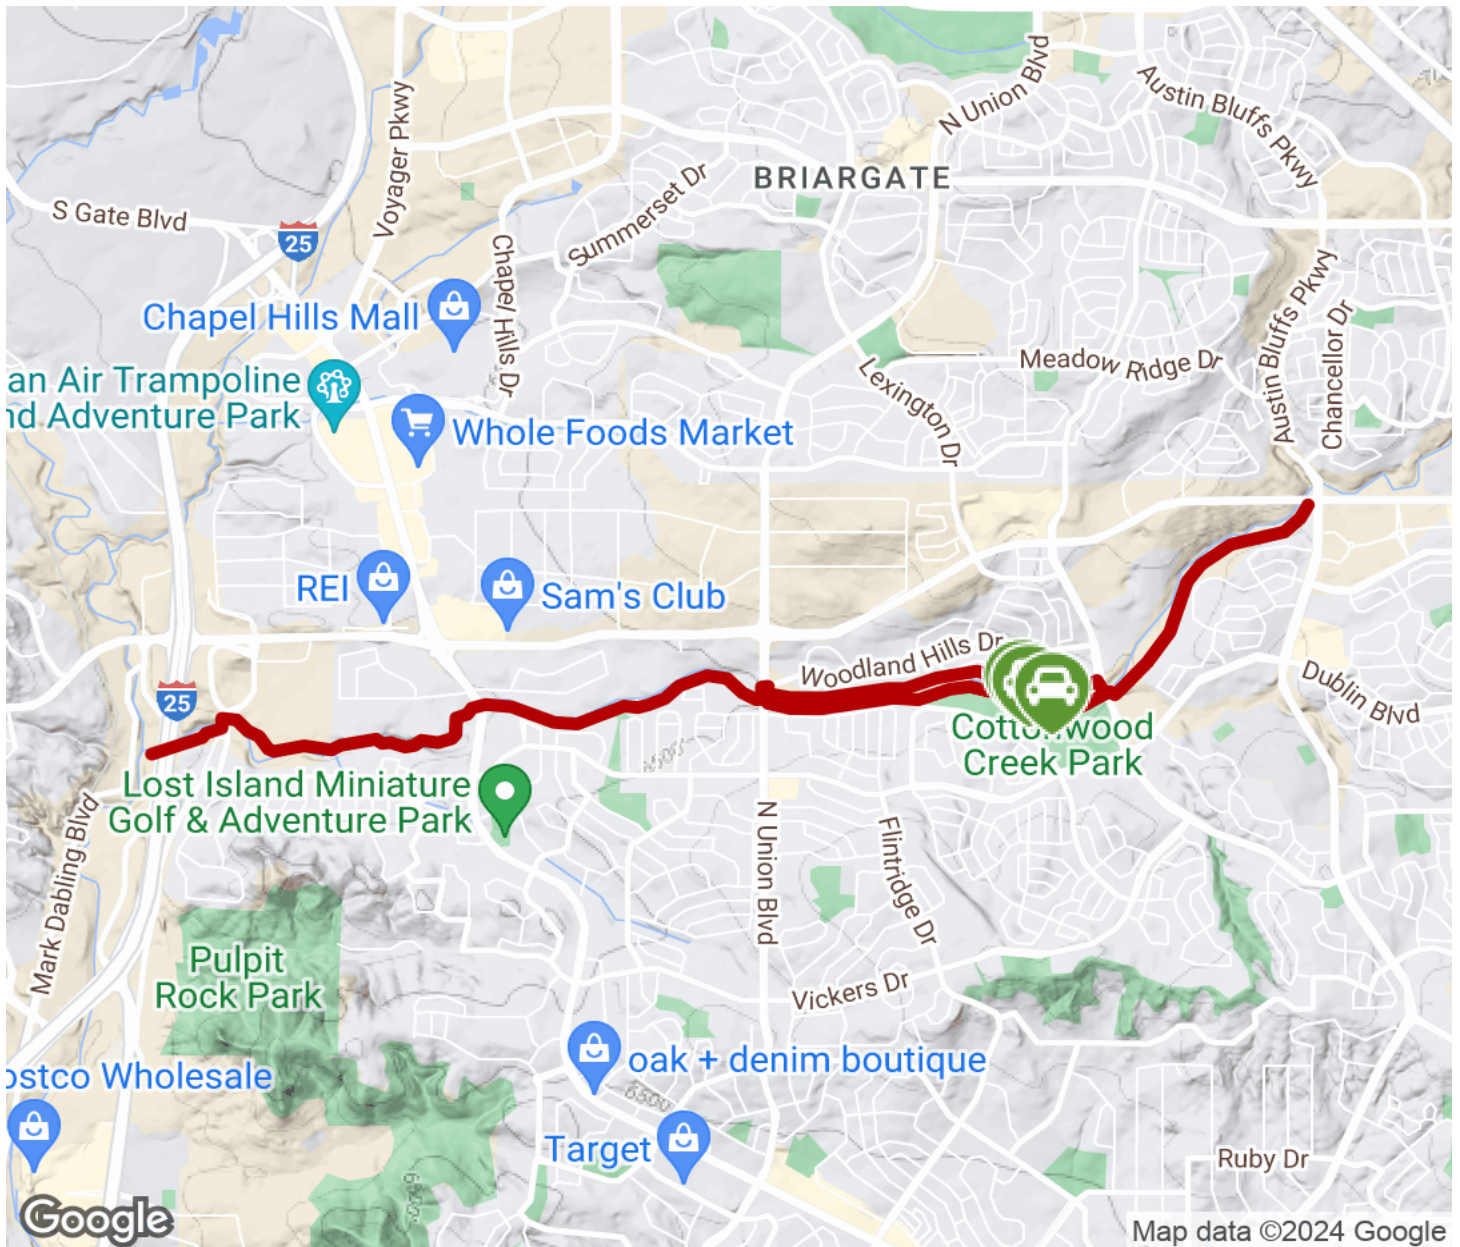 N Union Blvd
Austin Bluffs Pkwy
Voyager Pkwy
BRIARGATE
Summerset Dr
S Gate Blvd
25
Chapel Hills Dr
Chapel Hills Mall
Austin Bluffs Pkwy
Chancellor Dr
Meadow Ridge Dr
Lexington Dr
an Air Trampoline
nd Adventure Park
Whole Foods Market
REI
Sam's Club
Woodland Hills Dr
25
Dublin Blvd
Cottonwood
Creek Park
6500
Lost Island Miniature
Golf & Adventure Park
Mark Dabling Blvd
N Union Blvd
Flintridge Dr
Pulpit
Rock Park
Vickers Dr
oak + denim boutique
ostco Wholesale
6500
Target
Ruby Dr
Google
Map data ©2024 Google